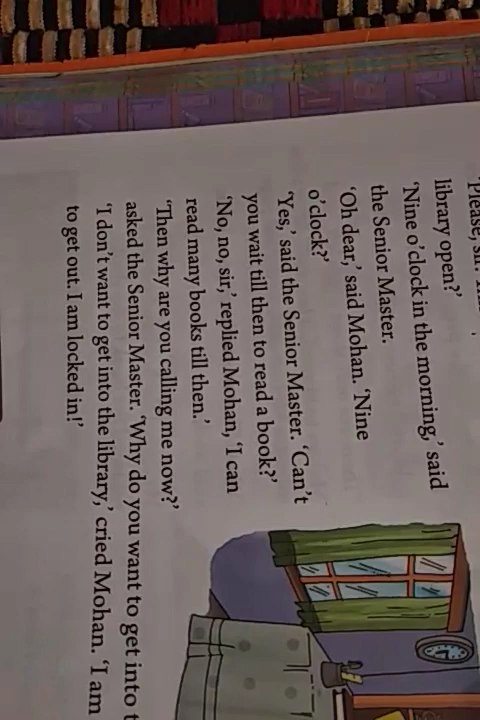 'Please, sir.
library open?'
'Nine o'clock in the morning,' said
the Senior Master.
'Oh dear,' said Mohan. 'Nine
o'clock?'
'Yes,' said the Senior Master. 'Can't
you wait till then to read a book?'
'No, no, sir,' replied Mohan, 'I can
read many books till then.'
'Then why are you calling me now?'
asked the Senior Master. 'Why do you want to get into
'I don't want to get into the library,' cried Mohan. 'I am
to get out. I am locked in!'